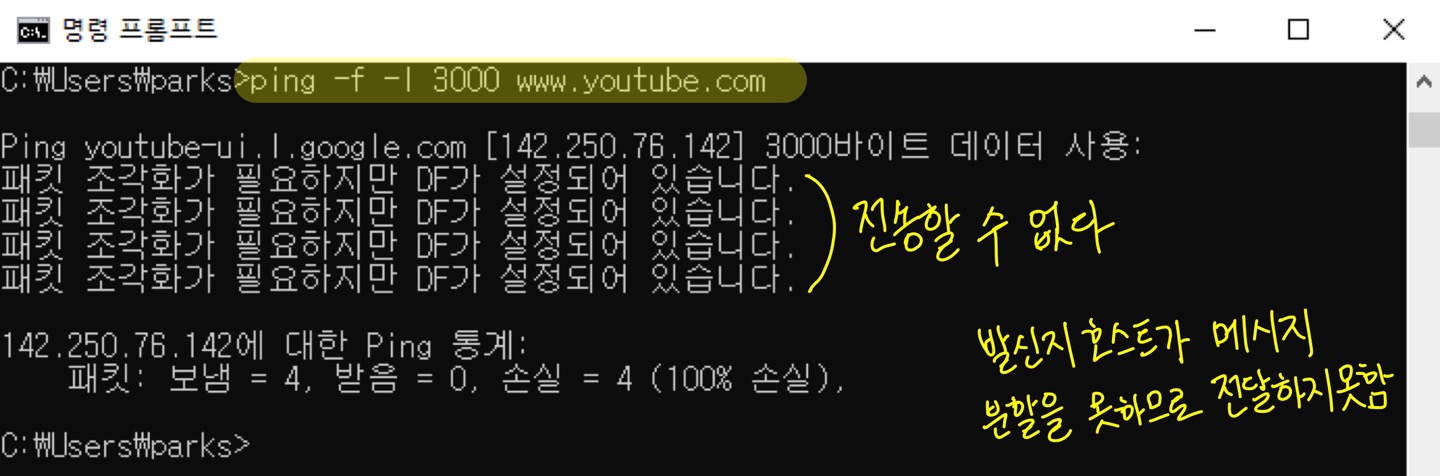 명령 프롬프트
C:₩Users₩parks>ping -f -l 3000 www.youtube.com
Ping youtube-ui.l.google.com [142.250.76.142] 3000바이트 데이터 사용:
패킷 조각화가 필요하지만 DF가 설정되어 있습니다.
패킷 조각화가 필요하지만 DF가 설정되어 있습니다.
패킷 조각화가 필요하지만 DF가 설정되어 있습니다.
패킷 조각화가 필요하지만 DF가 설정되어 있습니다.
전송할 수 없다
142.250.76.142에 대한 Ping 통계:
패킷: 보냄 = 4, 받음 = 0, 손실 = 4 (100% 손실),
발신지 호스트가 메시지
분할을 못하므로 전달하지못함
C:₩Users₩parks>